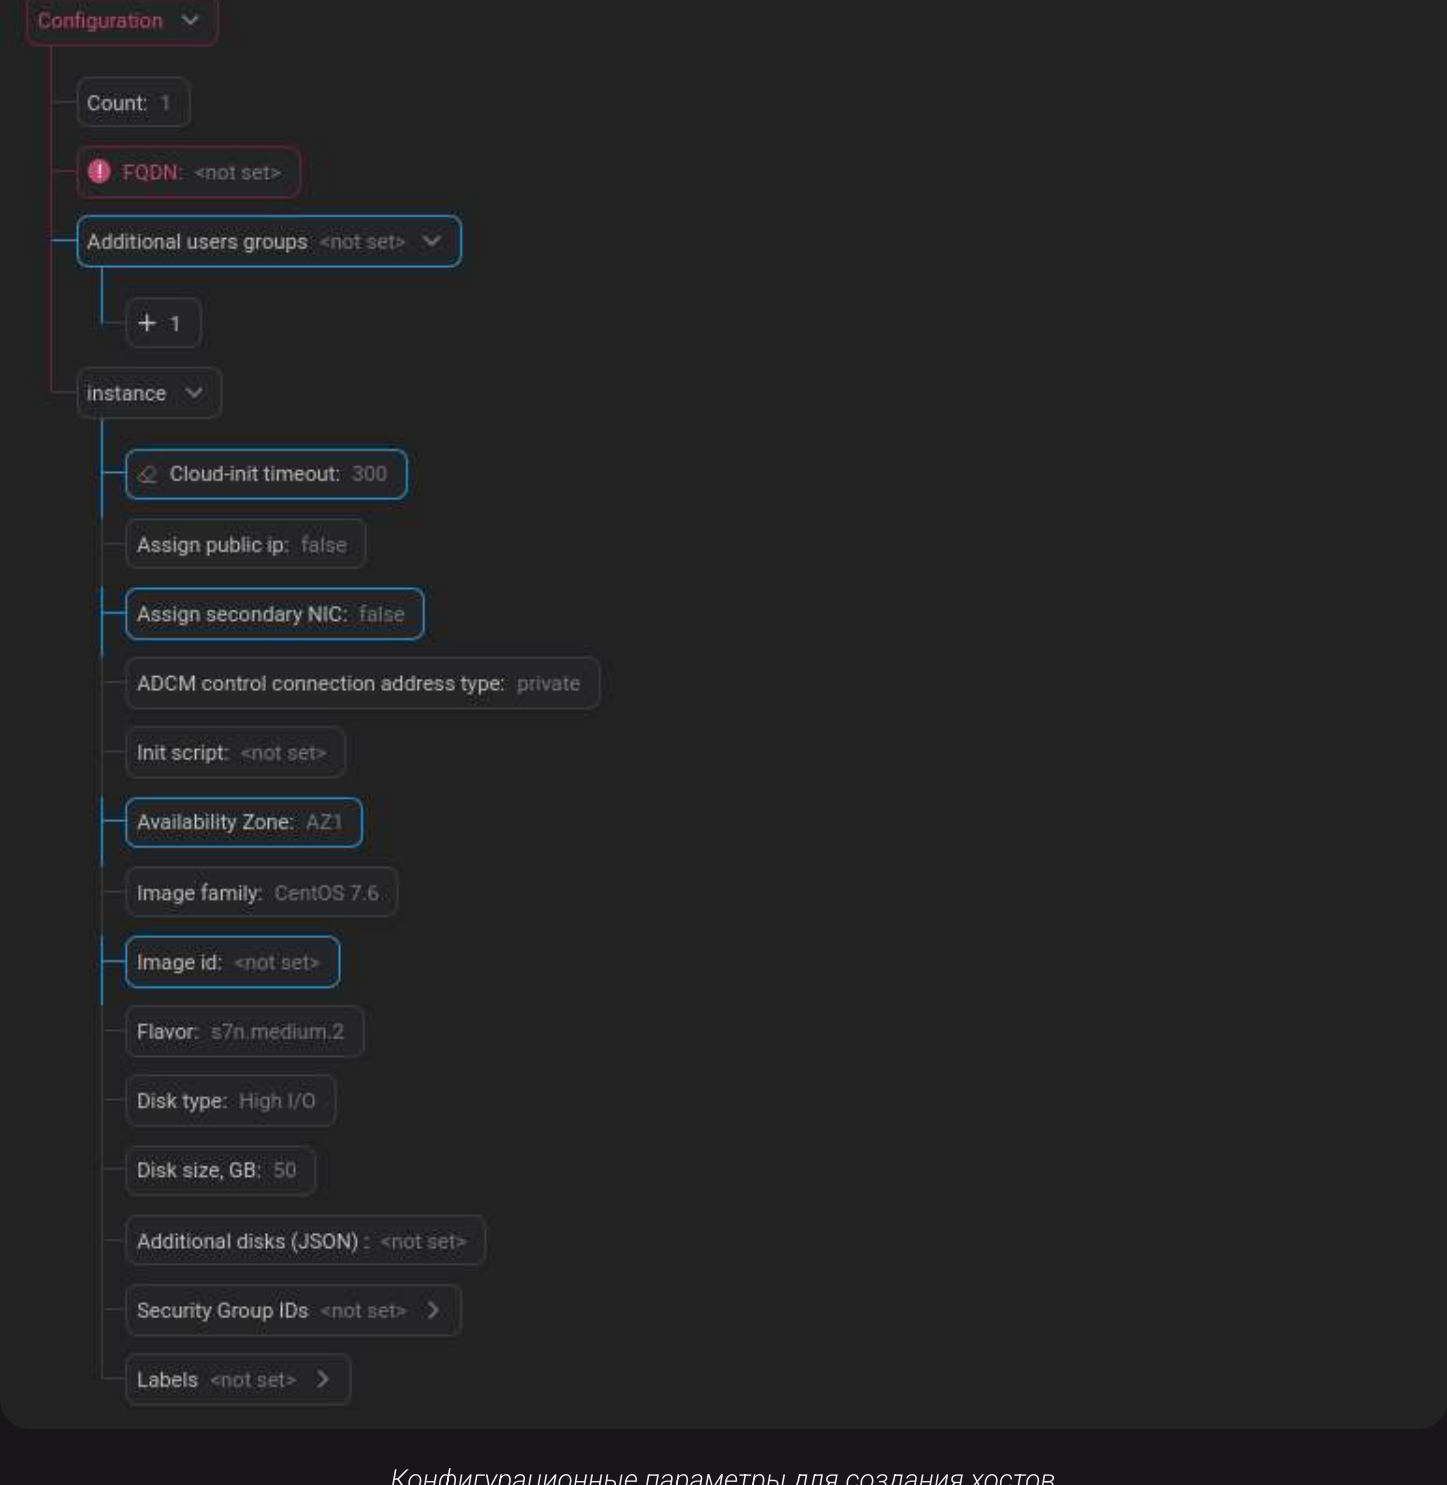 Configuration
Count: 1
FQDN: <not set>
Additional users groups <not set>
+ 1
instance
Cloud-init timeout: 300
Assign public ip: false
Assign secondary NIC: false
ADCM control connection address type: private
Init script: <not set>
Availability Zone: AZ1
Image family: CentOS 7.6
Image id: <not set>
Flavor: s7n.medium.2
Disk type: High I/O
Disk size, GB: 50
Additional disks (JSON) : <not set>
Security Group IDs <not set>
Labels <not set>
Конфигурационные параметры для создания хостов